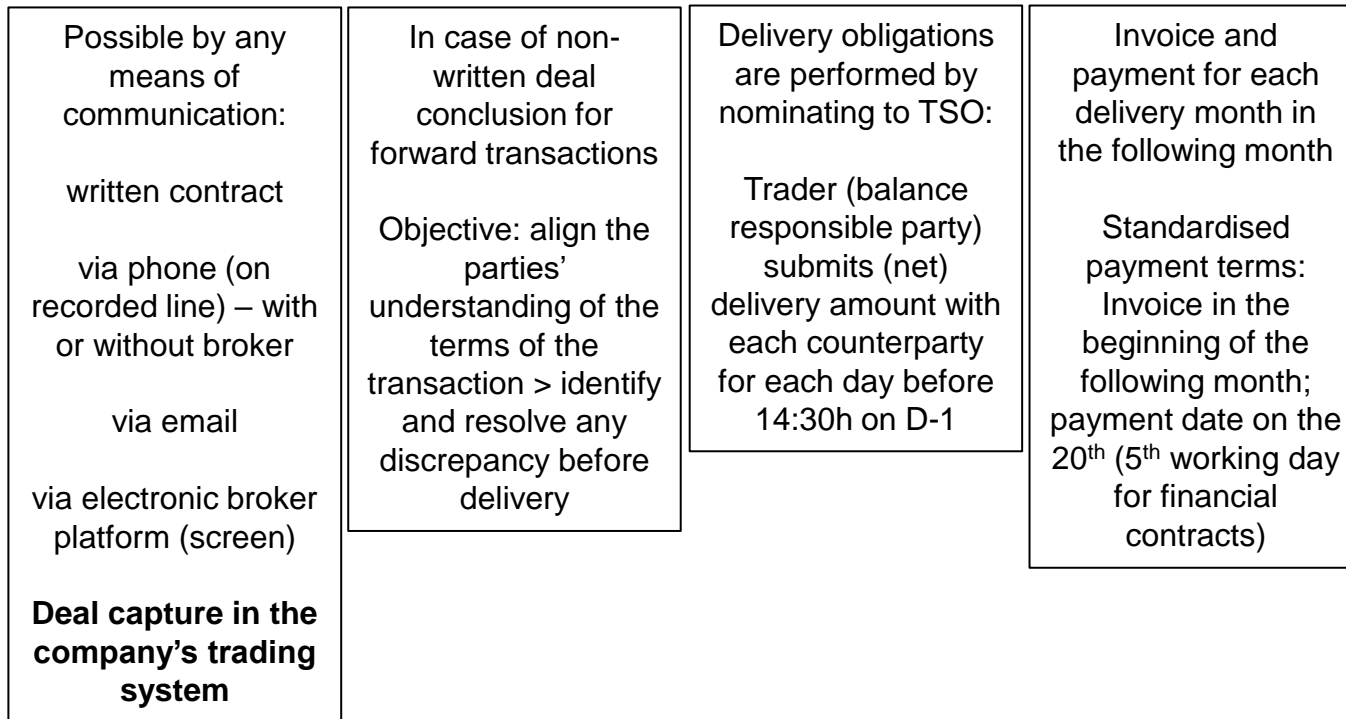 Possible by any
means of
communication:
written contract
via phone (on
recorded line) – with
or without broker
via email
via electronic broker
platform (screen)
Deal capture in the
company’s trading
system
In case of non-
written deal
conclusion for
forward transactions
Objective: align the
parties’
understanding of the
terms of the
transaction > identify
and resolve any
discrepancy before
delivery
Delivery obligations
are performed by
nominating to TSO:
Trader (balance
responsible party)
submits (net)
delivery amount with
each counterparty
for each day before
14:30h on D-1
Invoice and
payment for each
delivery month in
the following month
Standardised
payment terms:
Invoice in the
beginning of the
following month;
payment date on the
20th (5th working day
for financial
contracts)